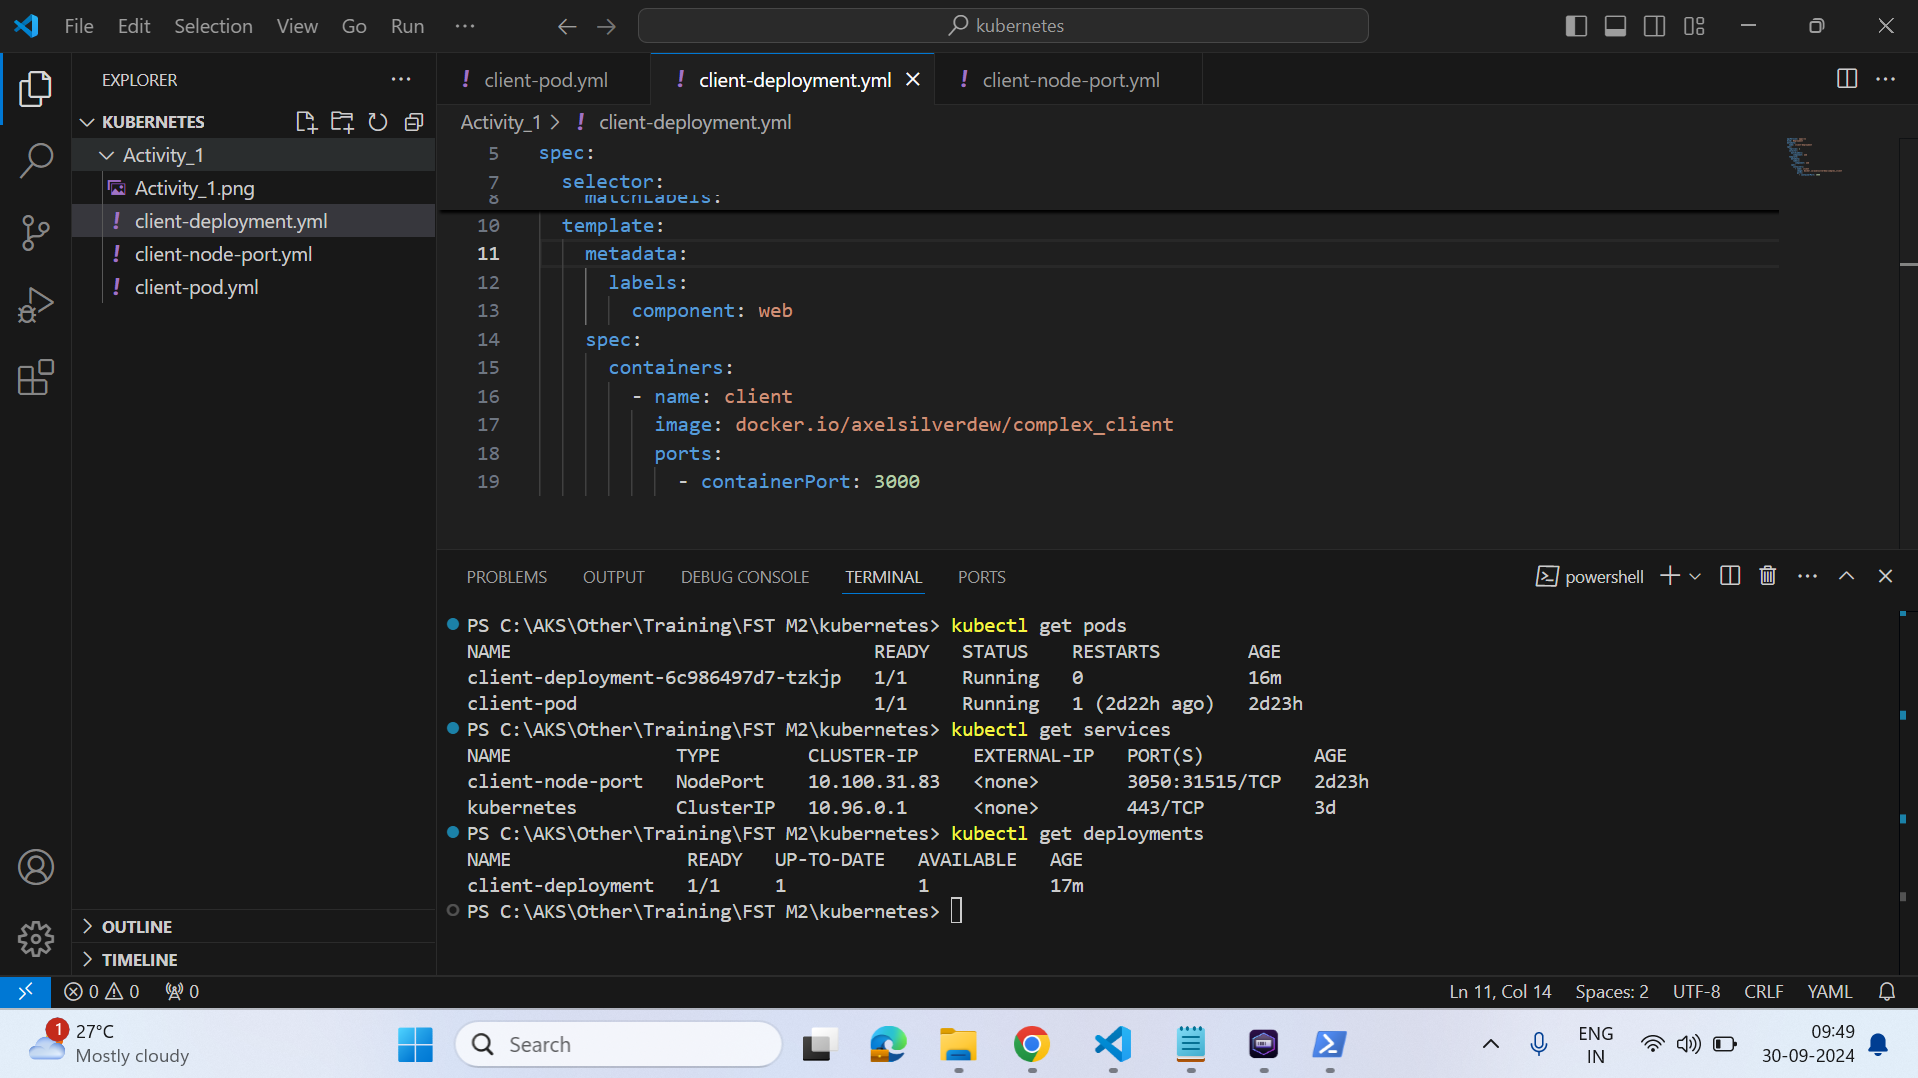 File Edit Selection View Go Run ···
kubernetes
EXPLORER
KUBERNETES
Activity_1
Activity_1.png
client-deployment.yml
client-node-port.yml
client-pod.yml
OUTLINE
TIMELINE
client-pod.yml
client-deployment.yml
client-node-port.yml
Activity_1 > ! client-deployment.yml
5 spec:
7 selector:
8 matchLabels:
10 template:
11 metadata:
12 labels:
13 component: web
14 spec:
15 containers:
16 - name: client
17 image: docker.io/axelsilverdew/complex_client
18 ports:
19 - containerPort: 3000
PROBLEMS OUTPUT DEBUG CONSOLE TERMINAL PORTS
powershell
PS C:\AKS\Other\Training\FST M2\kubernetes> kubectl get pods
NAME READY STATUS RESTARTS AGE
client-deployment-6c986497d7-tzkjp 1/1 Running 0 16m
client-pod 1/1 Running 1 (2d22h ago) 2d23h
PS C:\AKS\Other\Training\FST M2\kubernetes> kubectl get services
NAME TYPE CLUSTER-IP EXTERNAL-IP PORT(S) AGE
client-node-port NodePort 10.100.31.83 <none> 3050:31515/TCP 2d23h
kubernetes ClusterIP 10.96.0.1 <none> 443/TCP 3d
PS C:\AKS\Other\Training\FST M2\kubernetes> kubectl get deployments
NAME READY UP-TO-DATE AVAILABLE AGE
client-deployment 1/1 1 1 17m
PS C:\AKS\Other\Training\FST M2\kubernetes>
0 0 0
Ln 11, Col 14 Spaces: 2 UTF-8 CRLF YAML
1
27°C
Mostly cloudy
Search
ENG
IN
09:49
30-09-2024